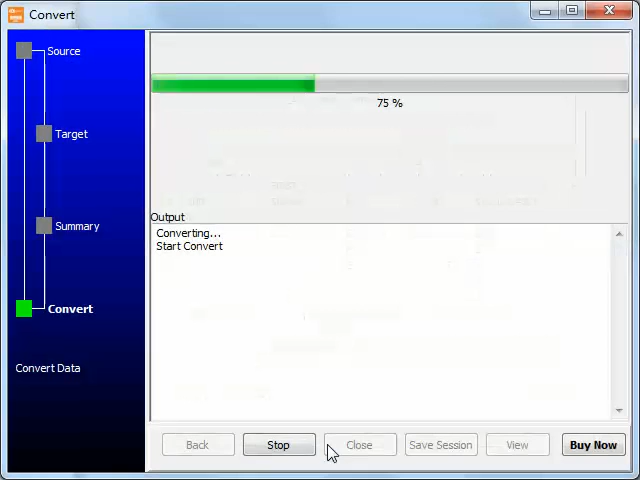 Convert
Source
Target
Summary
Convert
Convert Data
75 %
Output
Converting...
Start Convert
Back
Stop
Close
Save Session
View
Buy Now